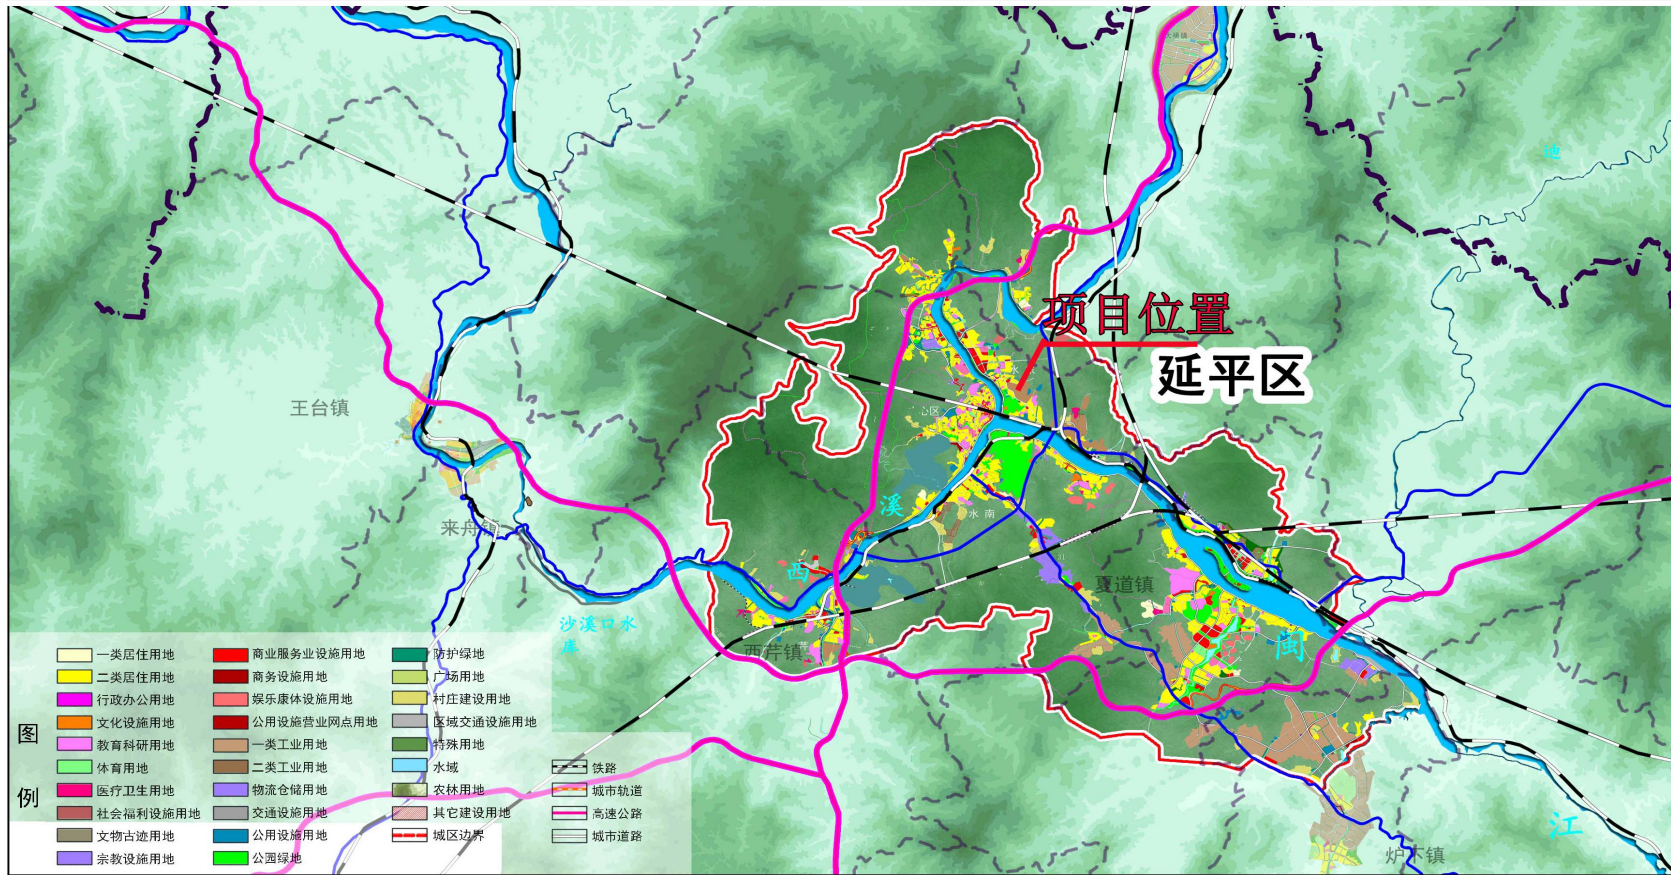 大横镇
迪
项目位置
延平区
水
心区
王台镇
溪
水南
来舟镇
西
夏道镇
沙溪口水
库
西芹镇
闽
江
炉下镇
图
例
一类居住用地
二类居住用地
行政办公用地
文化设施用地
教育科研用地
体育用地
医疗卫生用地
社会福利设施用地
文物古迹用地
宗教设施用地
商业服务业设施用地
商务设施用地
娱乐康体设施用地
公用设施营业网点用地
一类工业用地
二类工业用地
物流仓储用地
交通设施用地
公用设施用地
公园绿地
防护绿地
广场用地
村庄建设用地
区域交通设施用地
特殊用地
水域
农林用地
其它建设用地
城区边界
铁路
城市轨道
高速公路
城市道路